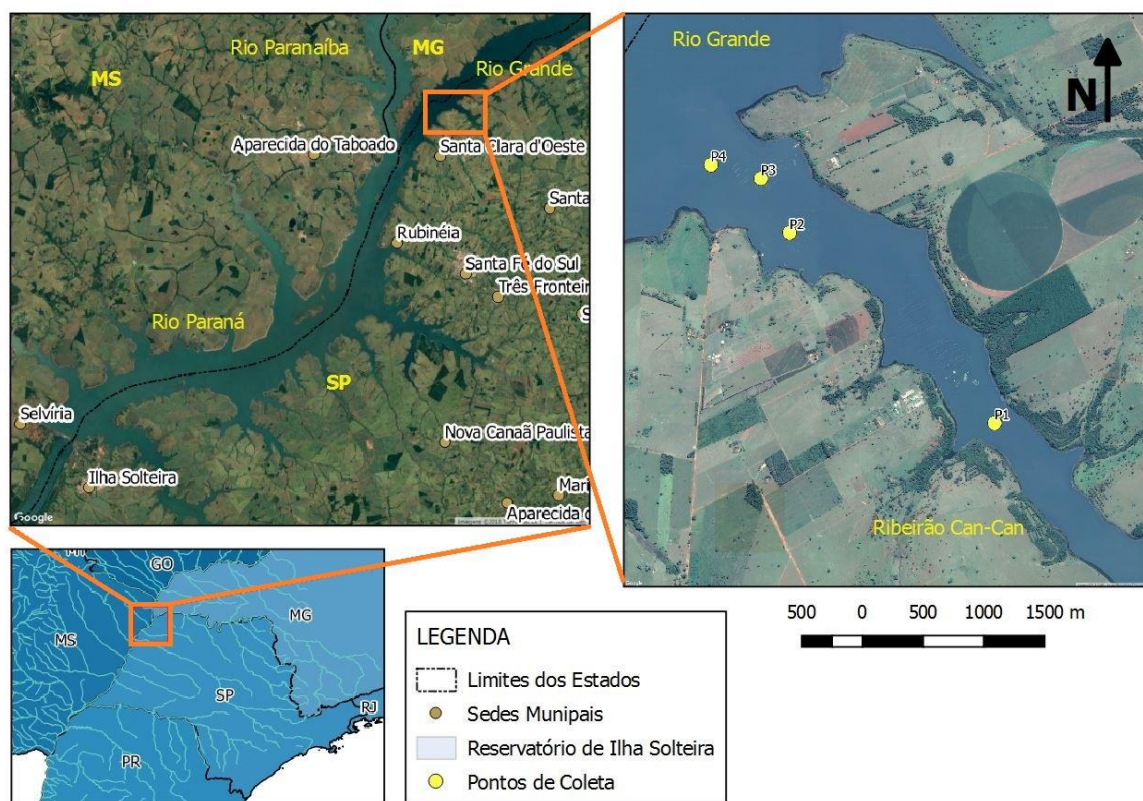 Rio Paranaíba
MG
Rio Grande
MS
Aparecida do Taboado
Santa Clara d'Oeste
Santa
Rubinéia
Santa Fé do Sul
Três Fronteir
S
Rio Paraná
SP
Selvíria
Nova Canaã Paulista
Ilha Solteira
Mari
Aparecida d
Google
Rio Grande
N
P4
P3
P2
P1
Ribeirão Can-Can
GO
MG
MS
SP
RJ
PR
LEGENDA
Limites dos Estados
Sedes Munipais
Reservatório de Ilha Solteira
Pontos de Coleta
500 0 500 1000 1500 m